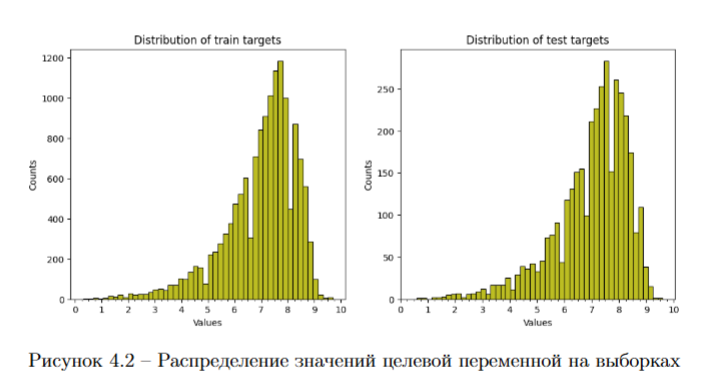 Distribution of train targets
1200
1000
800
600
400
200
0
Counts
0 1 2 3 4 5 6 7 8 9 10
Values
Distribution of test targets
250
200
150
100
50
0
Counts
0 1 2 3 4 5 6 7 8 9 10
Values
Рисунок 4.2 – Распределение значений целевой переменной на выборках